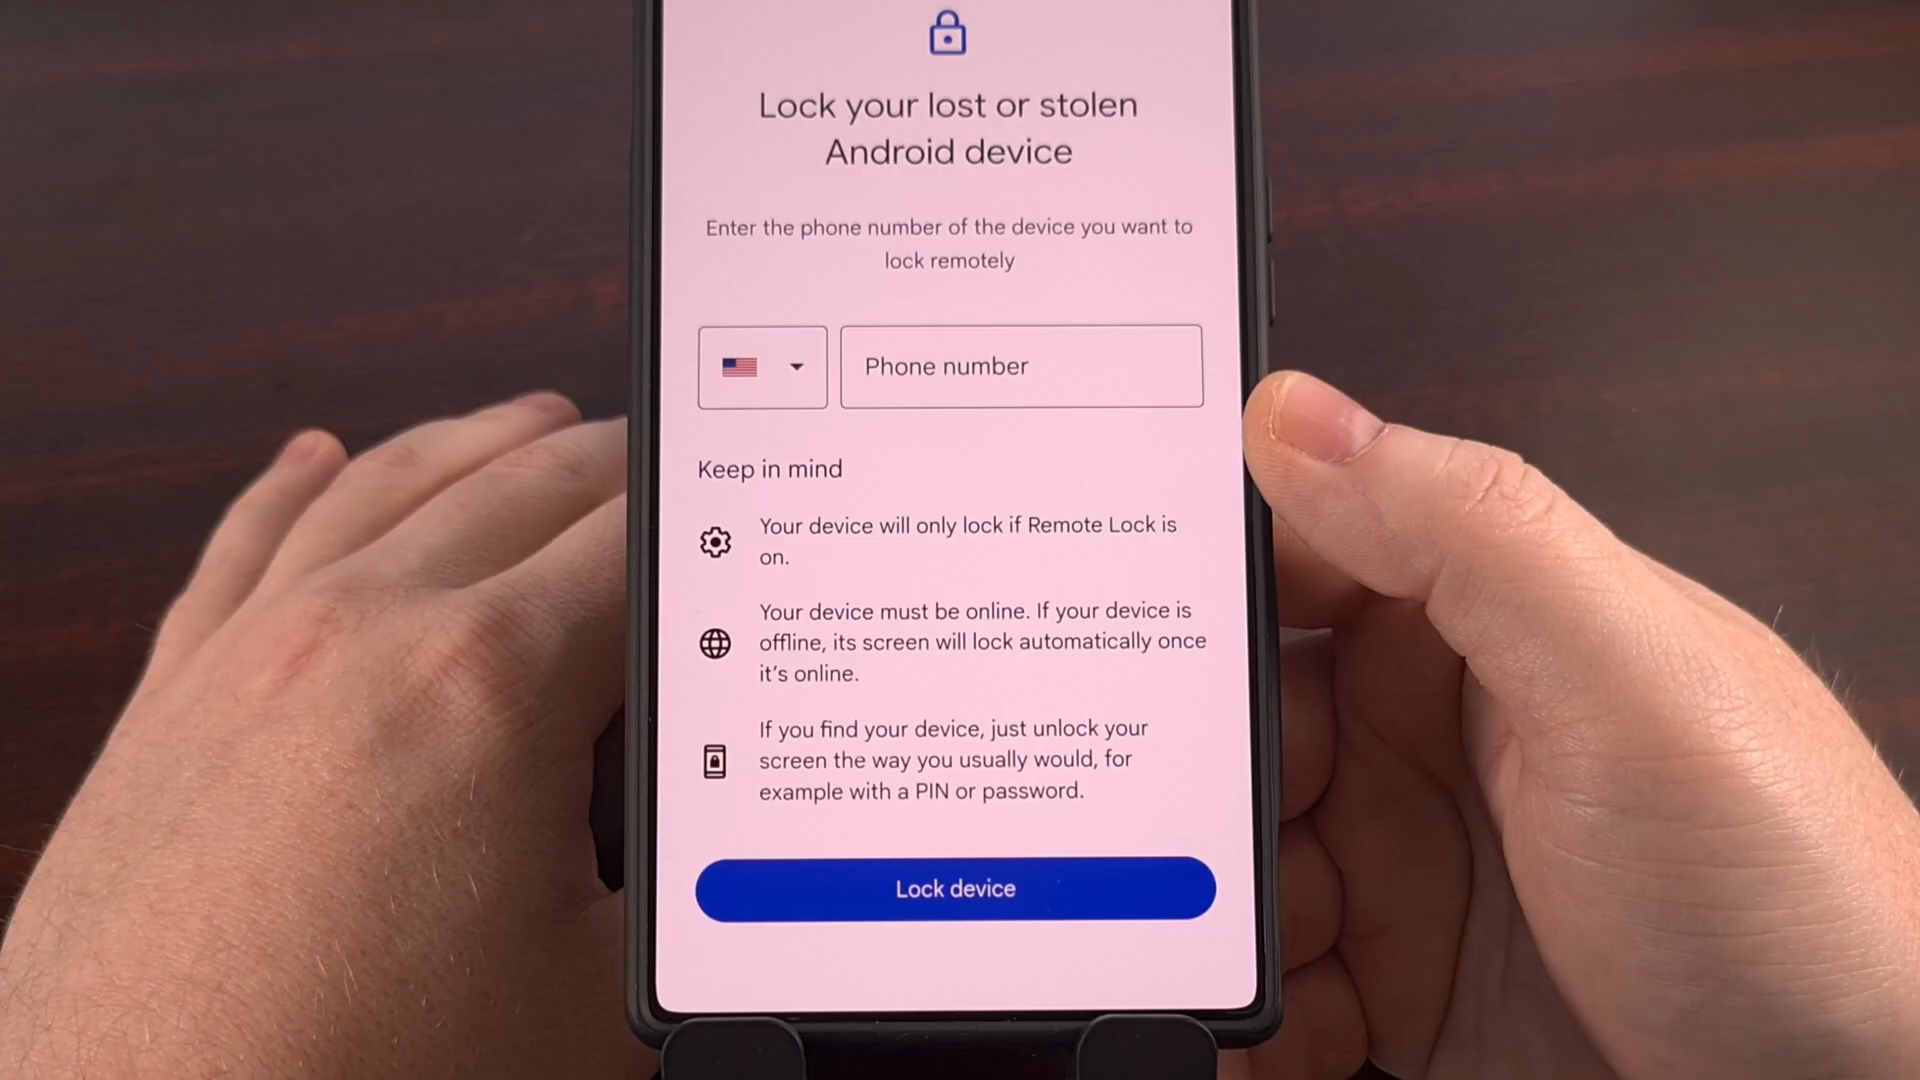 Lock your lost or stolen
Android device
Enter the phone number of the device you want to
lock remotely
Phone number
Keep in mind
Your device will only lock if Remote Lock is
on.
Your device must be online. If your device is
offline, its screen will lock automatically once
it’s online.
If you find your device, just unlock your
screen the way you usually would, for
example with a PIN or password.
Lock device